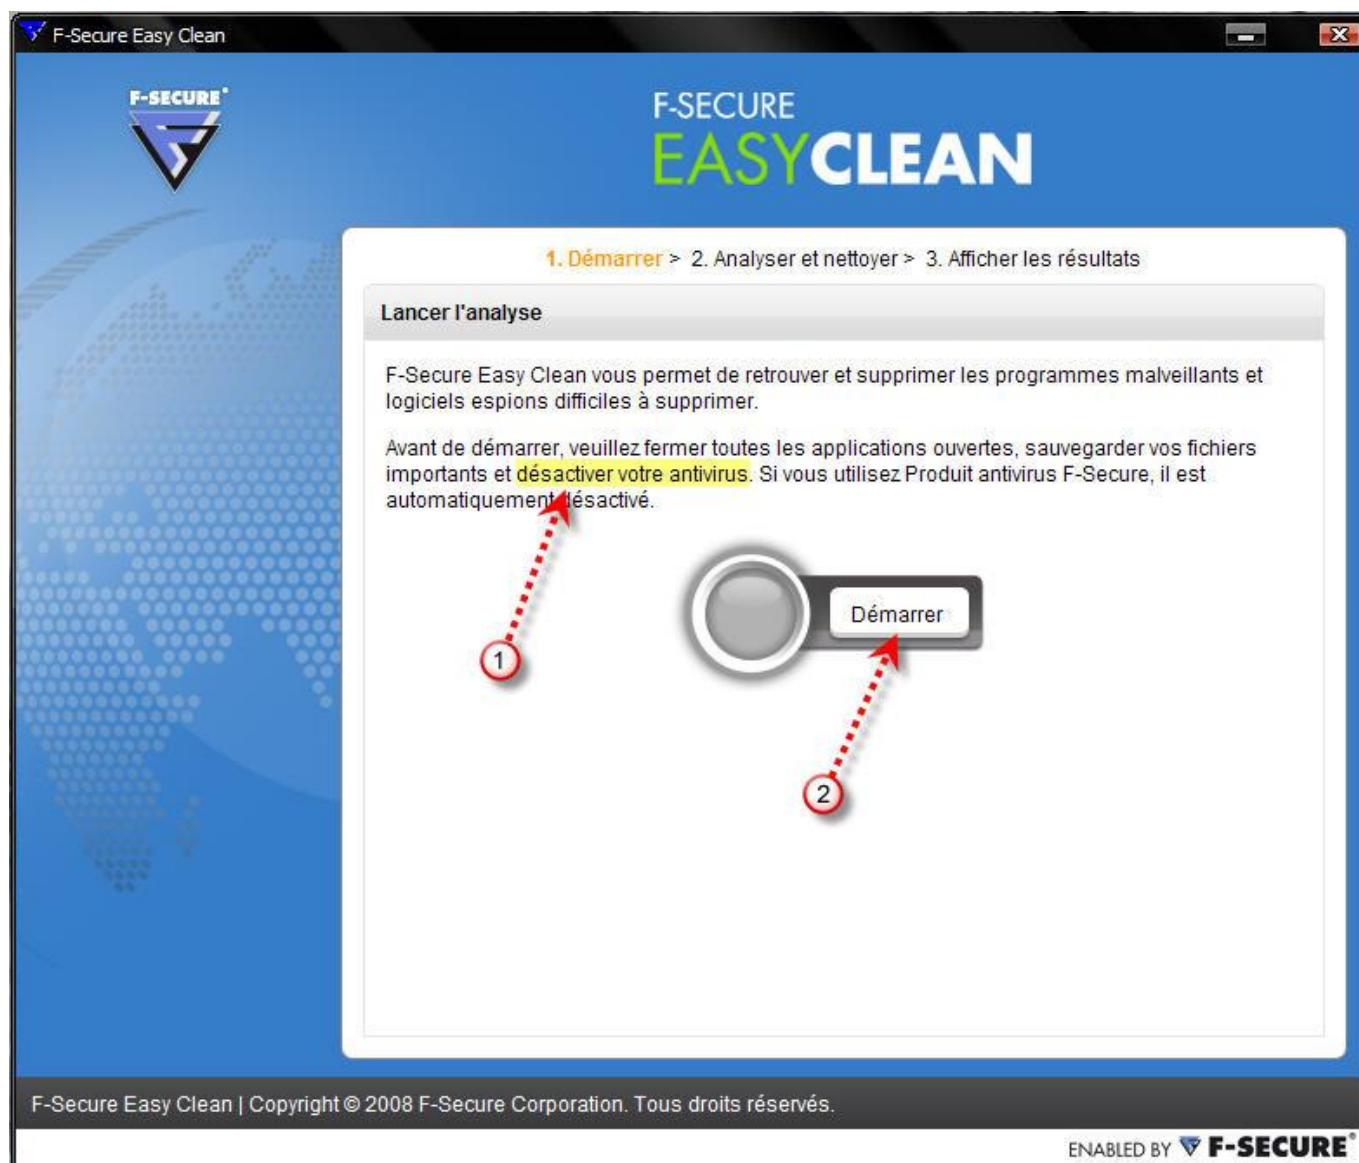 F-Secure Easy Clean
F-SECURE®
F-SECURE
EASYCLEAN
1. Démarrer > 2. Analyser et nettoyer > 3. Afficher les résultats
Lancer l'analyse
F-Secure Easy Clean vous permet de retrouver et supprimer les programmes malveillants et
logiciels espions difficiles à supprimer.
Avant de démarrer, veuillez fermer toutes les applications ouvertes, sauvegarder vos fichiers
importants et désactiver votre antivirus. Si vous utilisez Produit antivirus F-Secure, il est
automatiquement désactivé.
Démarrer
1
2
F-Secure Easy Clean | Copyright © 2008 F-Secure Corporation. Tous droits réservés.
ENABLED BY F-SECURE®